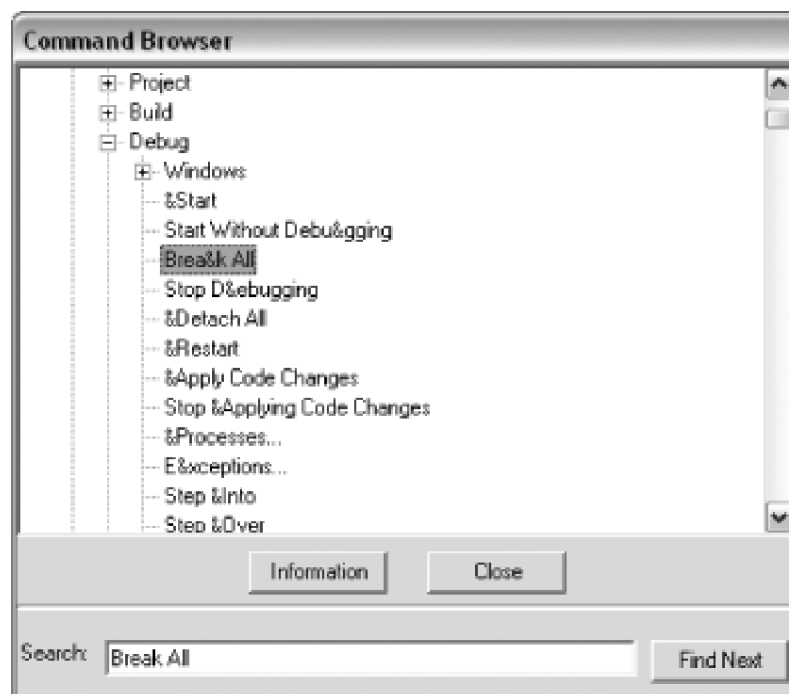 Command Browser
Project
Build
Debug
Windows
&Start
Start Without Debu&gging
Brea&k All
Stop D&ebugging
&Detach All
&Restart
&Apply Code Changes
Stop &Applying Code Changes
&Processes...
E&xceptions...
Step &Into
Step &Over
Information Close
Search: Break All Find Next